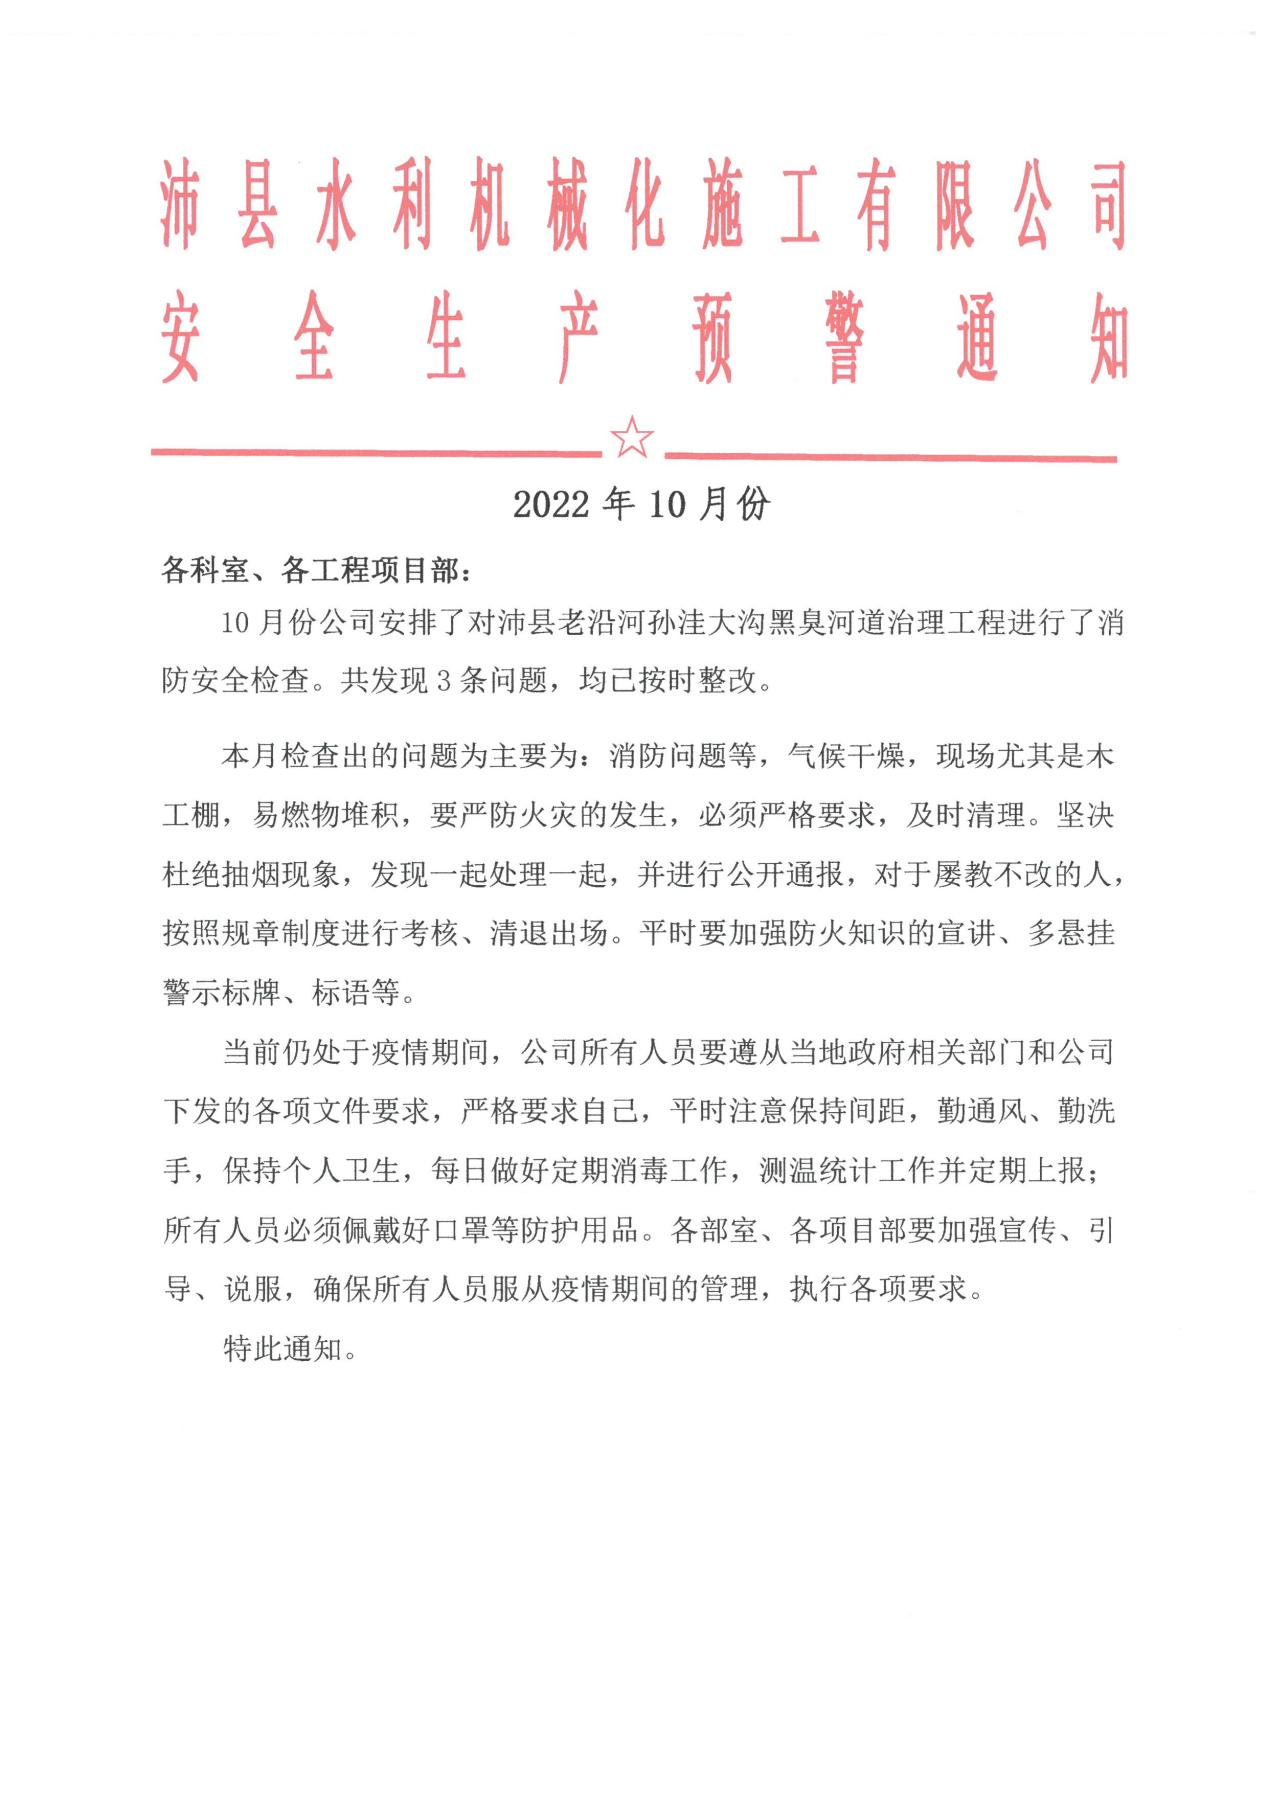 沛县水利机械化施工有限公司
安全生产预警通知
2022年10月份
各科室、各工程项目部：
10月份公司安排了对沛县老沿河孙洼大沟黑臭河道治理工程进行了消
防安全检查。共发现3条问题，均已按时整改。
本月检查出的问题为主要为：消防问题等，气候干燥，现场尤其是木
工棚，易燃物堆积，要严防火灾的发生，必须严格要求，及时清理。坚决
杜绝抽烟现象，发现一起处理一起，并进行公开通报，对于屡教不改的人，
按照规章制度进行考核、清退出场。平时要加强防火知识的宣讲、多悬挂
警示标牌、标语等。
当前仍处于疫情期间，公司所有人员要遵从当地政府相关部门和公司
下发的各项文件要求，严格要求自己，平时注意保持间距，勤通风、勤洗
手，保持个人卫生，每日做好定期消毒工作，测温统计工作并定期上报；
所有人员必须佩戴好口罩等防护用品。各部室、各项目部要加强宣传、引
导、说服，确保所有人员服从疫情期间的管理，执行各项要求。
特此通知。